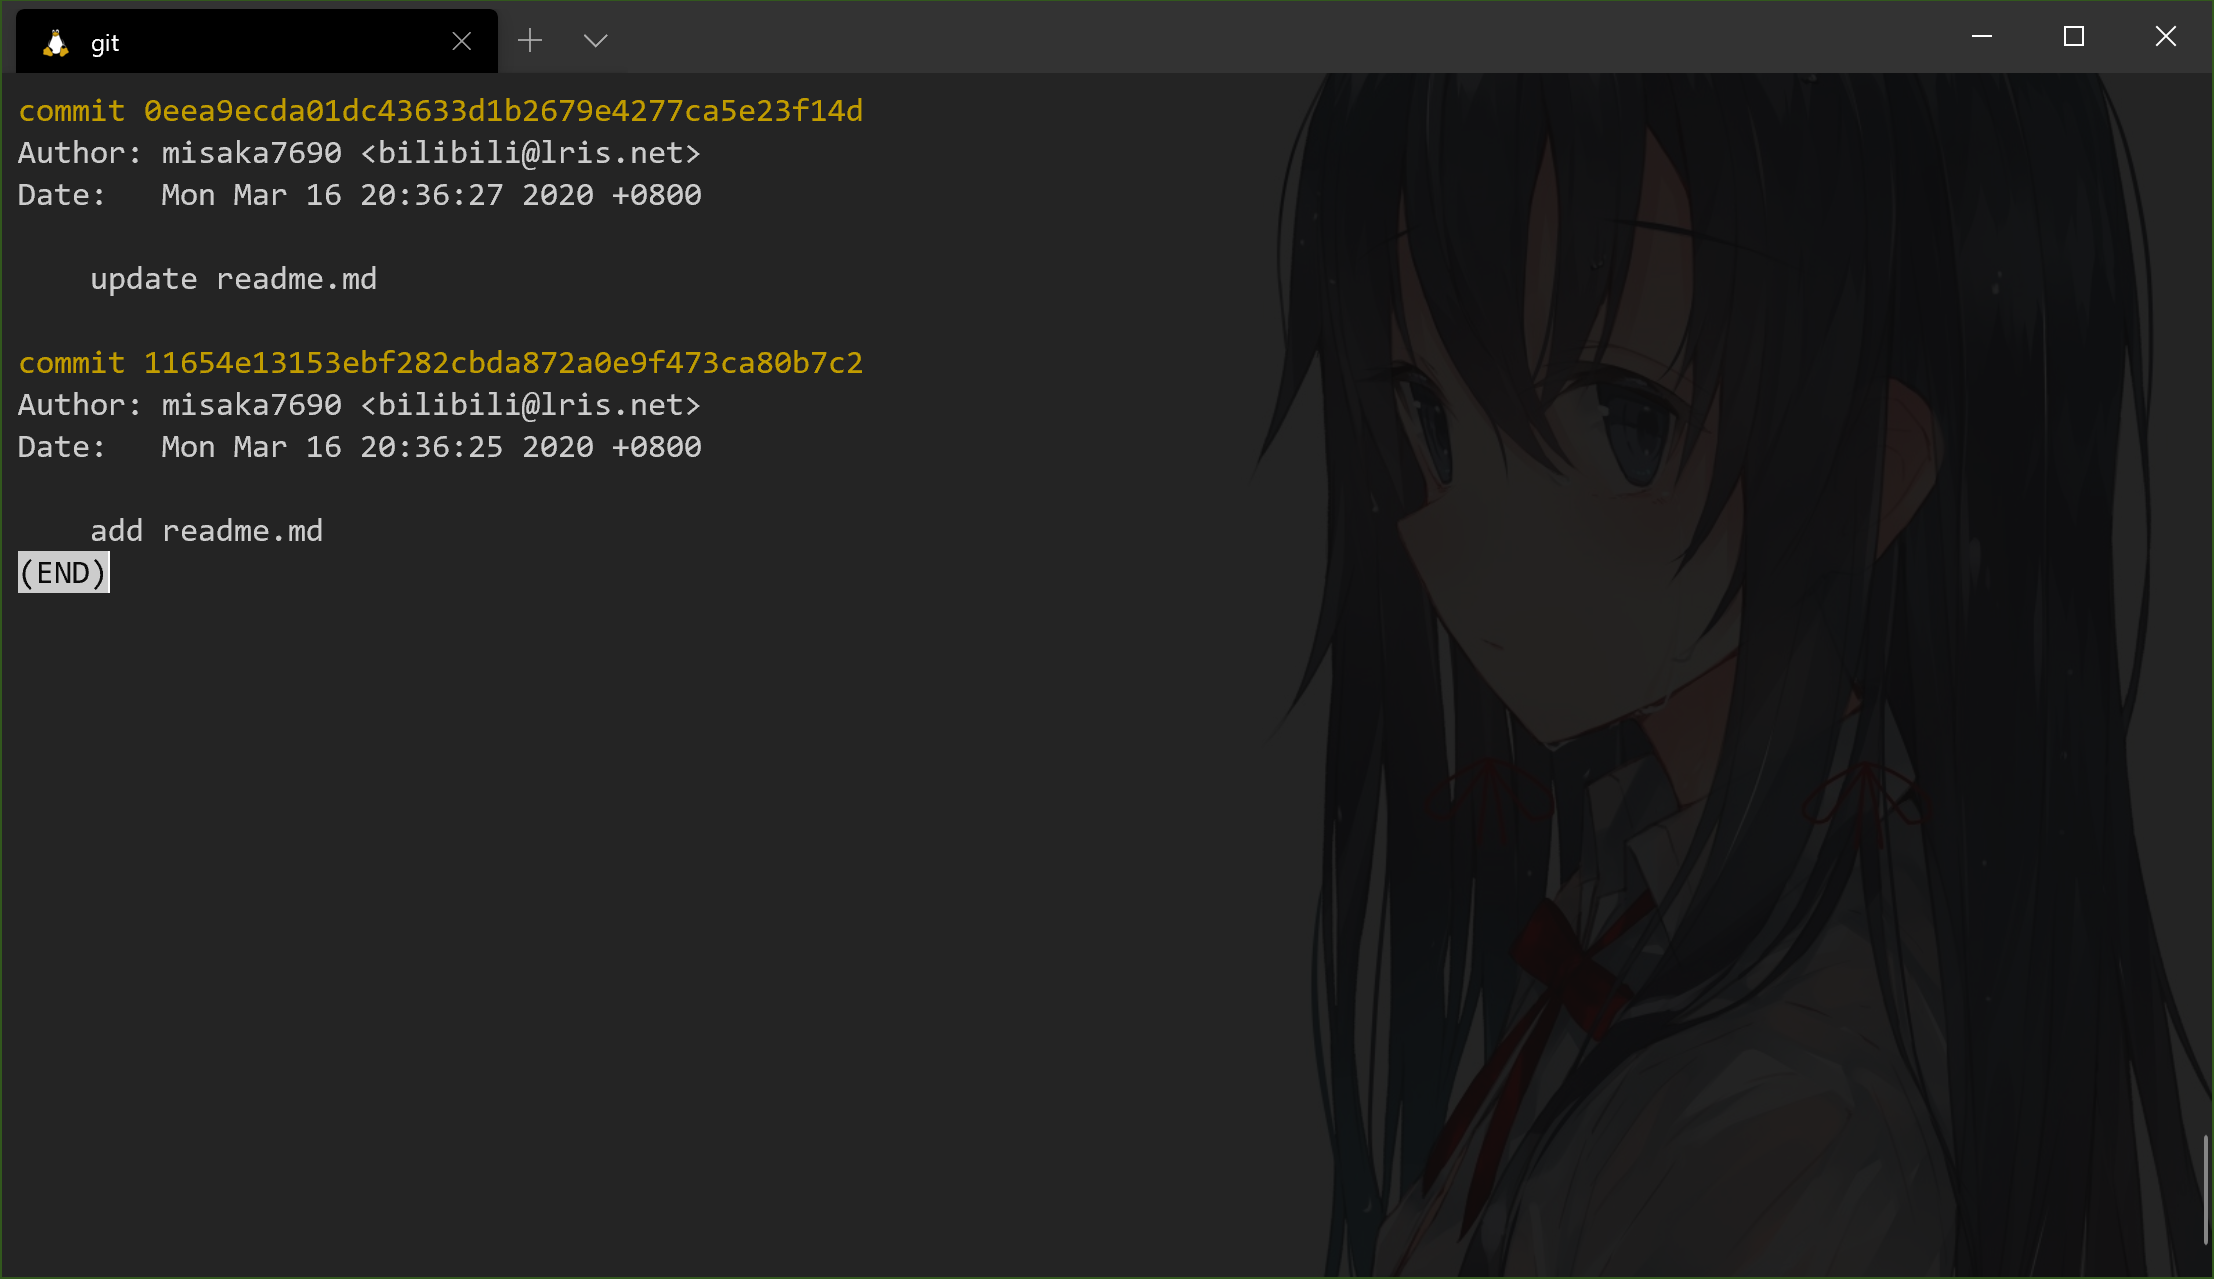 git
commit 0eea9ecda01dc43633d1b2679e4277ca5e23f14d
Author: misaka7690 <bilibili@lris.net>
Date:   Mon Mar 16 20:36:27 2020 +0800
    update readme.md
commit 11654e13153ebf282cbda872a0e9f473ca80b7c2
Author: misaka7690 <bilibili@lris.net>
Date:   Mon Mar 16 20:36:25 2020 +0800
    add readme.md
(END)